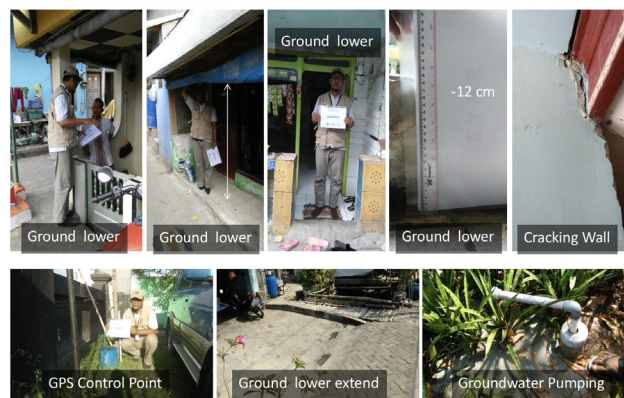 Ground lower
Ground lower
Ground lower
-12 cm
Ground lower
Cracking Wall
GPS Control Point
Ground lower extend
Groundwater Pumping